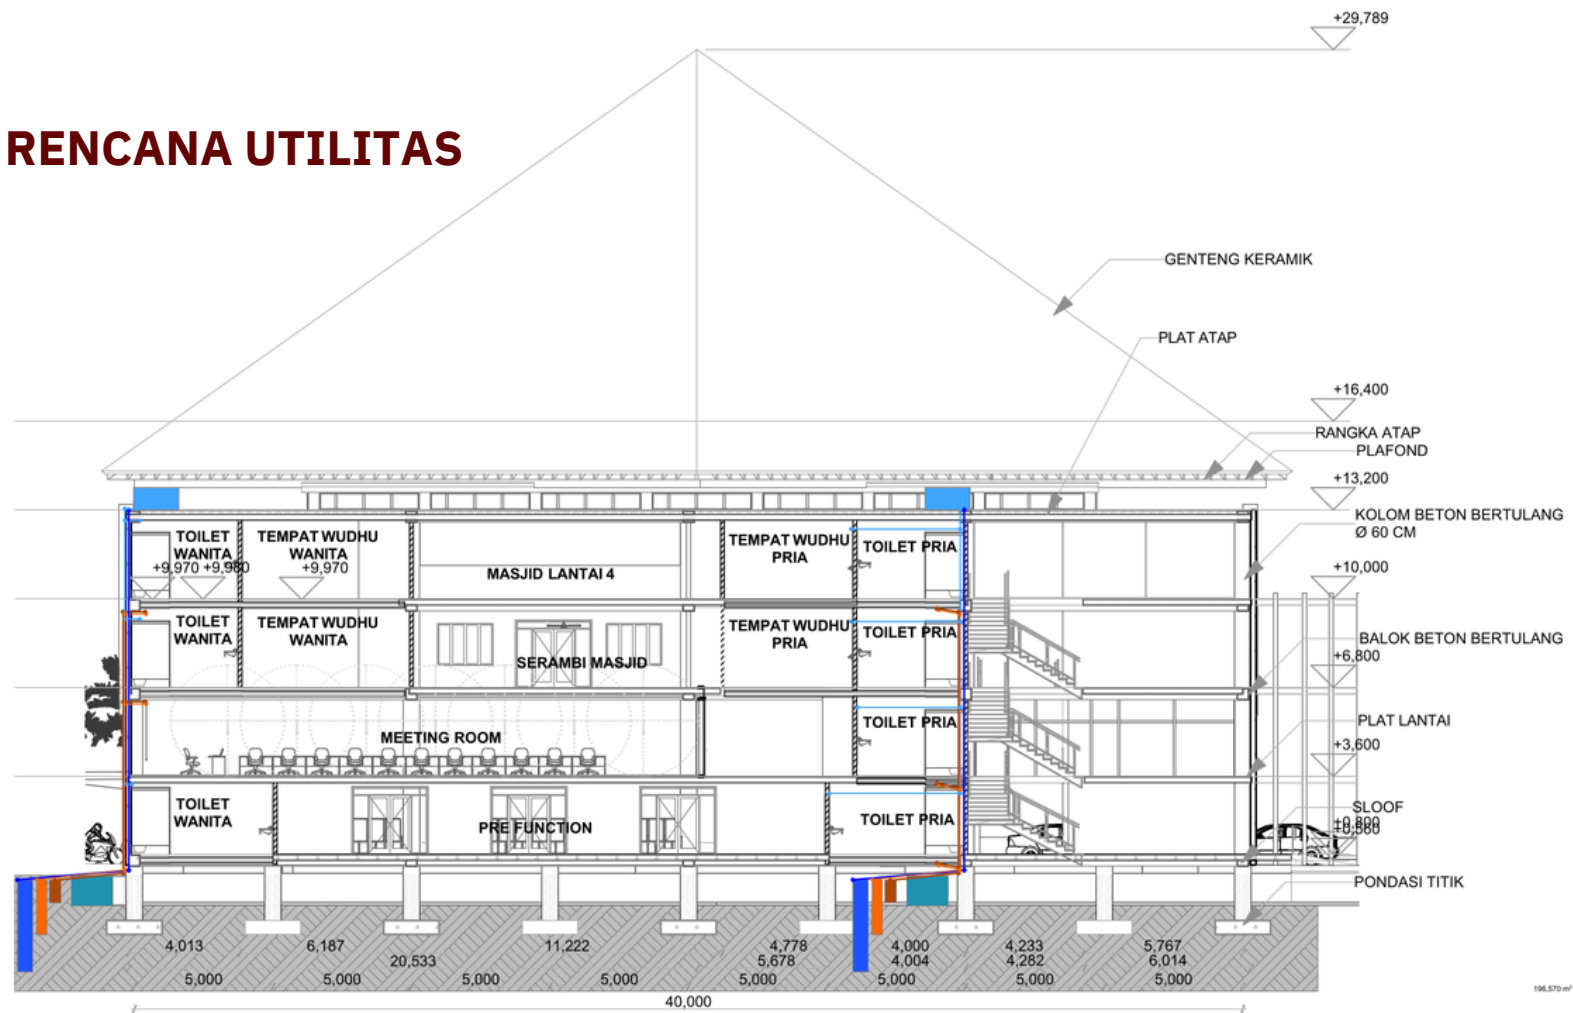 +29,789
RENCANA UTILITAS
GENTENG KERAMIK
PLAT ATAP
+16,400
RANGKA ATAP
PLAFOND
+13,200
KOLOM BETON BERTULANG
Ø 60 CM
TOILET
WANITA
TEMPAT WUDHU
WANITA
MASJID LANTAI 4
TEMPAT WUDHU
PRIA
TOILET PRIA
+9,970
+9,970
+10,000
TOILET
WANITA
TEMPAT WUDHU
WANITA
SERAMBI MASJID
TEMPAT WUDHU
PRIA
TOILET PRIA
BALOK BETON BERTULANG
+6,800
MEETING ROOM
TOILET PRIA
PLAT LANTAI
+3,600
TOILET
WANITA
PRE FUNCTION
TOILET PRIA
SLOOF
PONDASI TITIK
4,013 6,187 11,222 4,778 4,000 4,233 5,767
20,533 5,678 4,004 4,282 6,014
5,000 5,000 5,000 5,000 5,000 5,000 5,000 5,000
40,000
196,570 m²